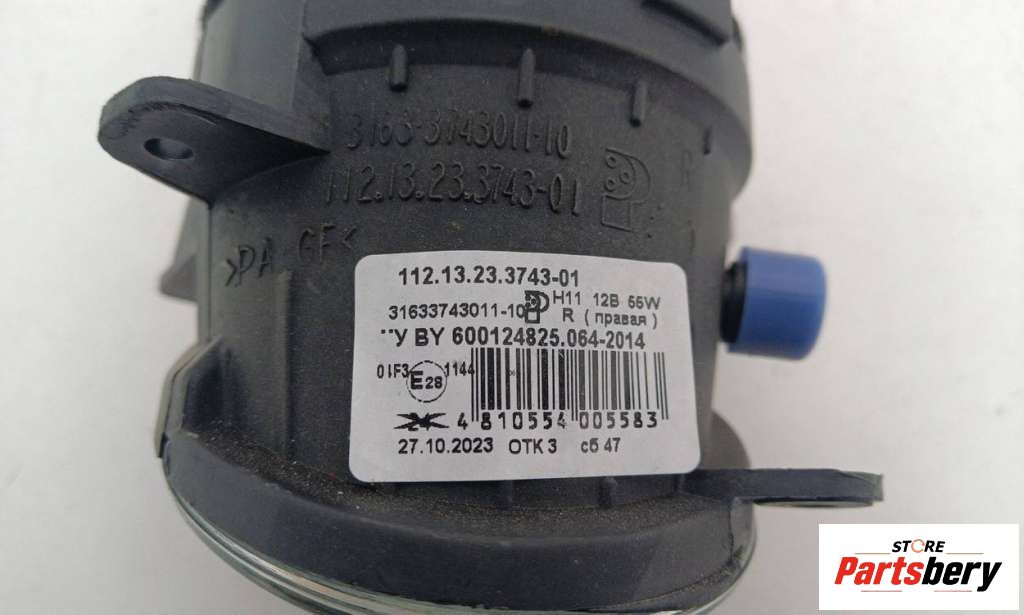 3163-3743011-10
112.13.23.3743-01
R
>PA GF<
112.13.23.3743-01
31633743011-10 H11 12В 55W
R (правая)
У BY 600124825.064-2014
01F3 1144
E28
4 810554 005583
27.10.2023 ОТК 3 сб 47
STORE
Partsbery